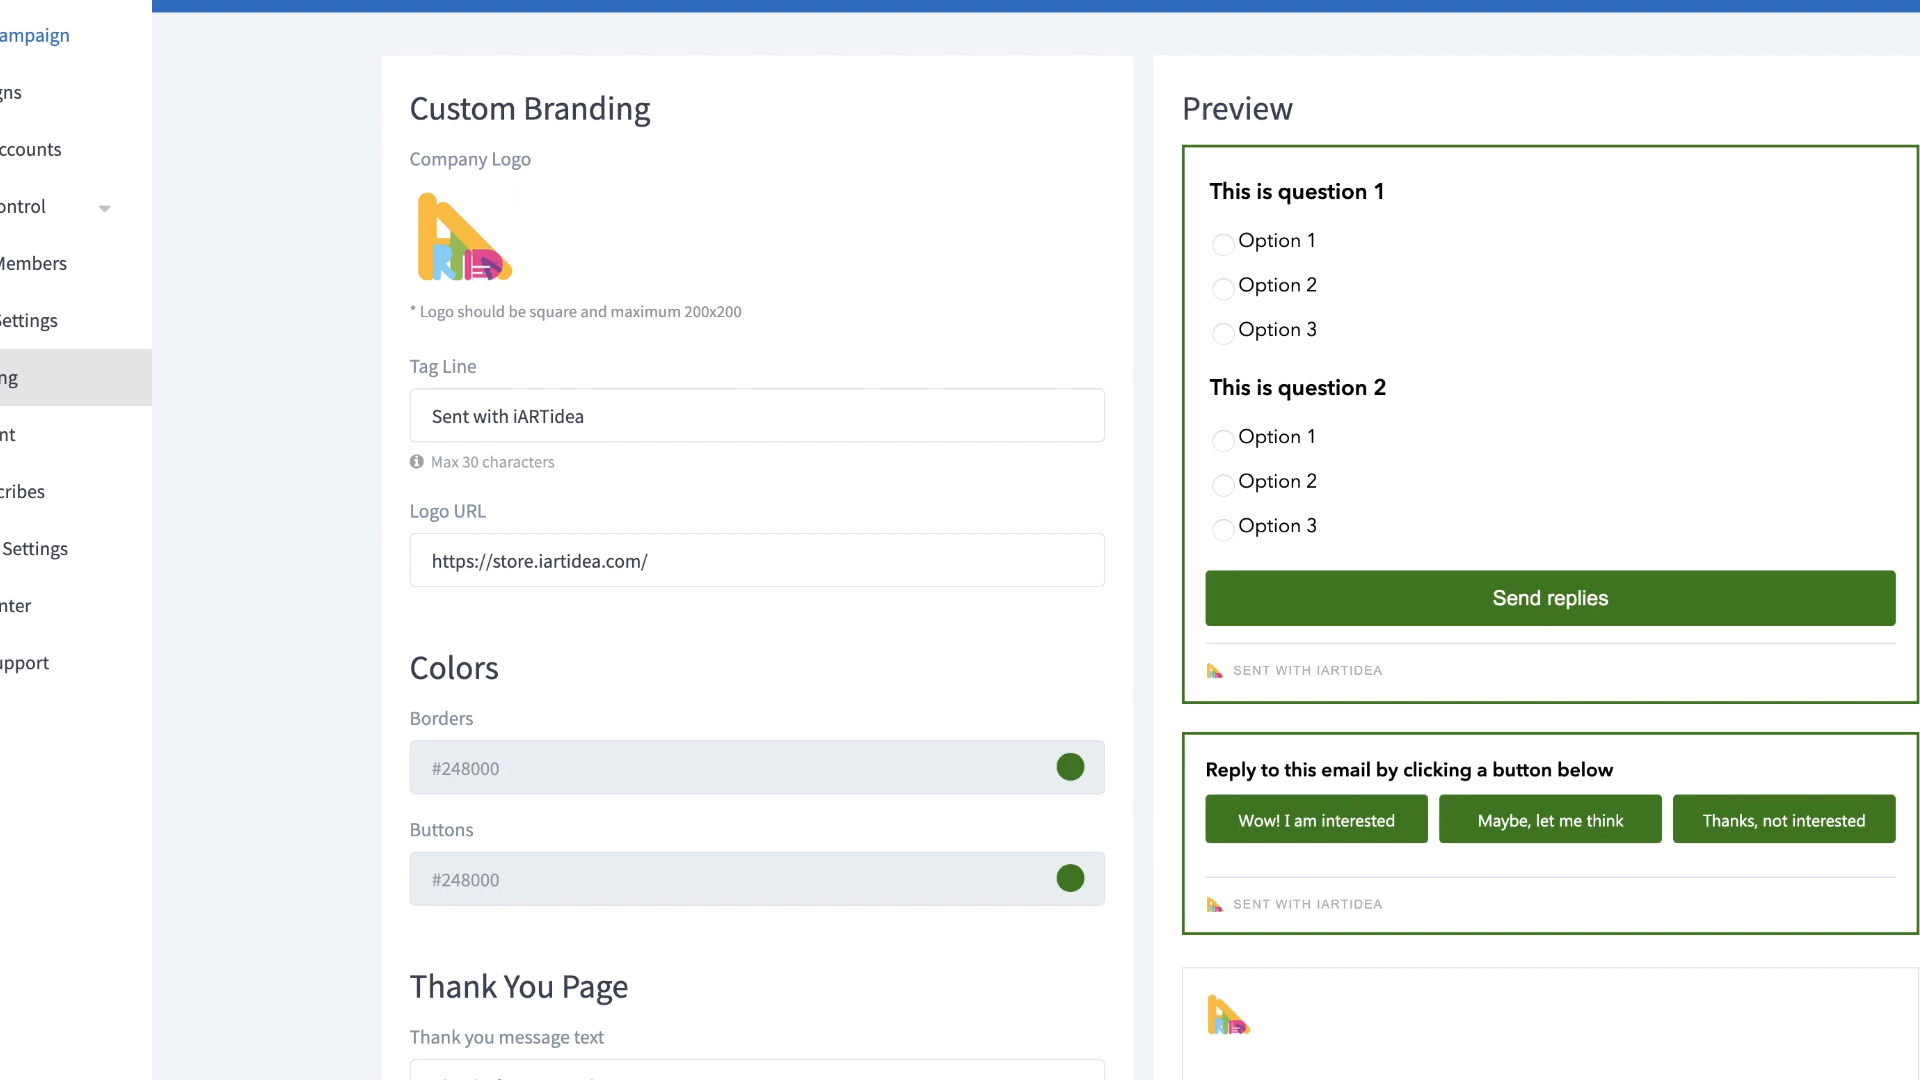 ampaign
gns
ccounts
ontrol
Members
Settings
ng
nt
cribes
Settings
nter
upport
Custom Branding
Company Logo
* Logo should be square and maximum 200x200
Tag Line
Sent with iARTidea
Max 30 characters
Logo URL
https://store.iartidea.com/
Colors
Borders
#248000
Buttons
#248000
Thank You Page
Thank you message text
Preview
This is question 1
Option 1
Option 2
Option 3
This is question 2
Option 1
Option 2
Option 3
Send replies
SENT WITH IARTIDEA
Reply to this email by clicking a button below
Wow! I am interested
Maybe, let me think
Thanks, not interested
SENT WITH IARTIDEA